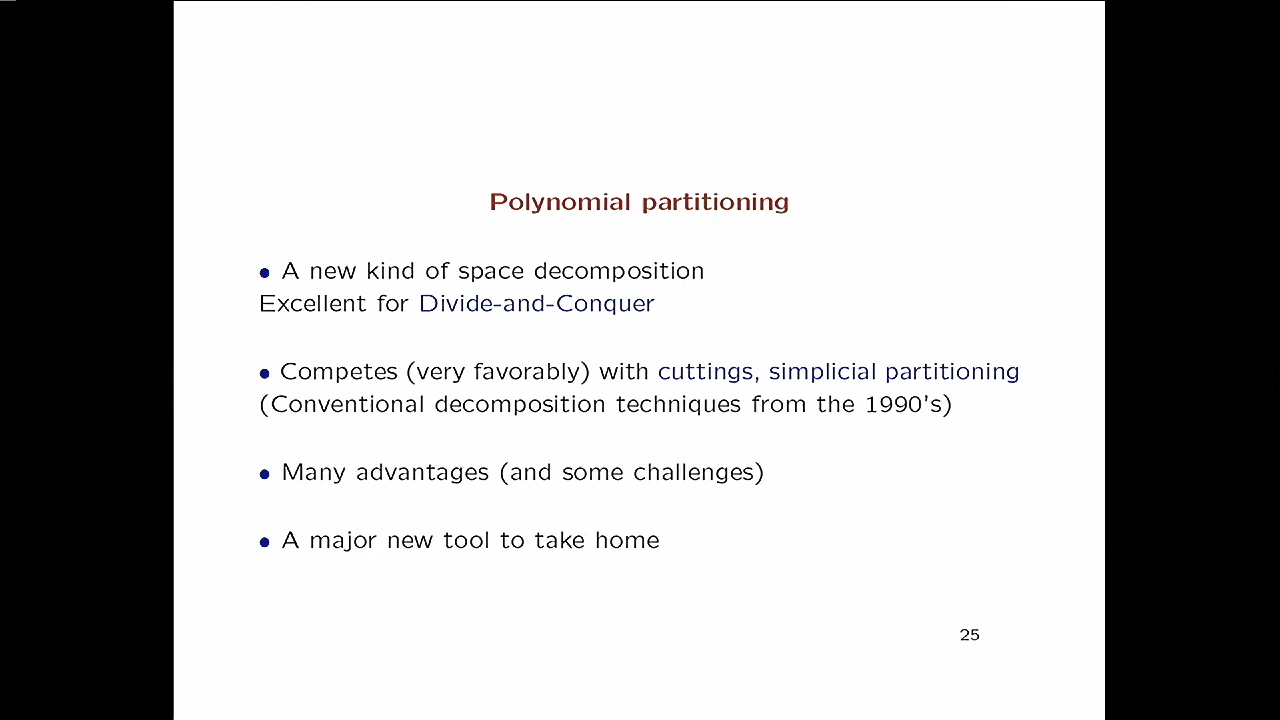 Polynomial partitioning
• A new kind of space decomposition
Excellent for Divide-and-Conquer
• Competes (very favorably) with cuttings, simplicial partitioning
(Conventional decomposition techniques from the 1990's)
• Many advantages (and some challenges)
• A major new tool to take home
25